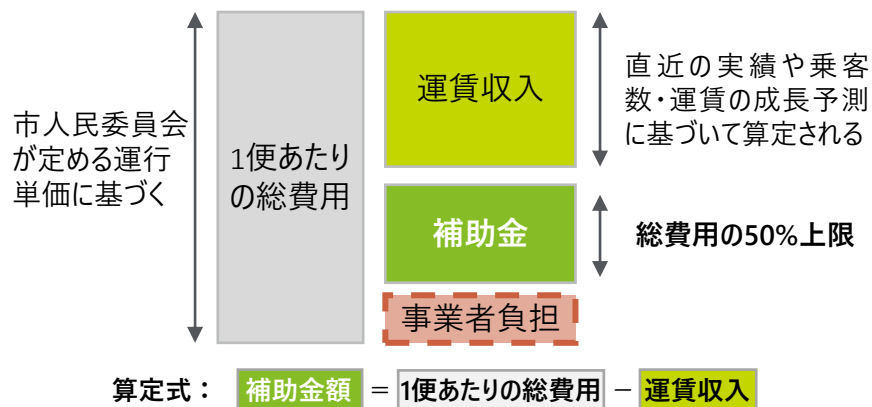 市人民委員会
が定める運行
単価に基づく
1便あたり
の総費用
運賃収入
直近の実績や乗客
数・運賃の成長予測
に基づいて算定される
補助金
総費用の50%上限
事業者負担
算定式： 補助金額 = 1便あたりの総費用 − 運賃収入